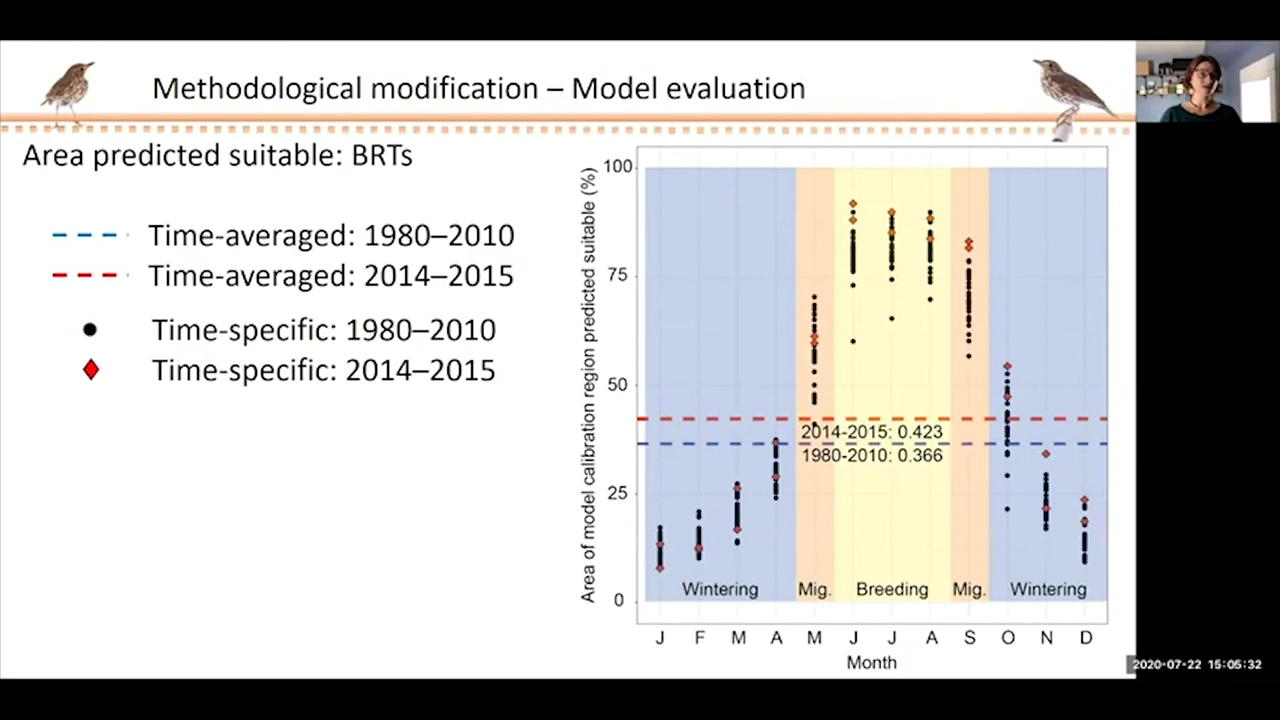 Methodological modification – Model evaluation
Area predicted suitable: BRTs
Time-averaged: 1980–2010
Time-averaged: 2014–2015
Time-specific: 1980–2010
Time-specific: 2014–2015
Area of model calibration region predicted suitable (%)
100
75
50
25
0
2014-2015: 0.423
1980-2010: 0.366
Wintering Mig. Breeding Mig. Wintering
J F M A M J J A S O N D
Month
2020-07-22 15:05:32